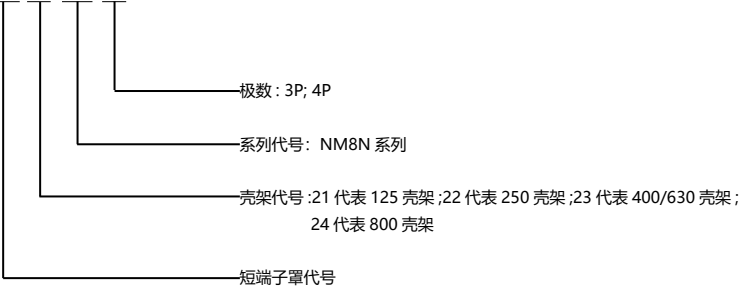 极数 : 3P; 4P
系列代号：NM8N 系列
壳架代号 :21 代表 125 壳架 ;22 代表 250 壳架 ;23 代表 400/630 壳架 ;
24 代表 800 壳架
短端子罩代号